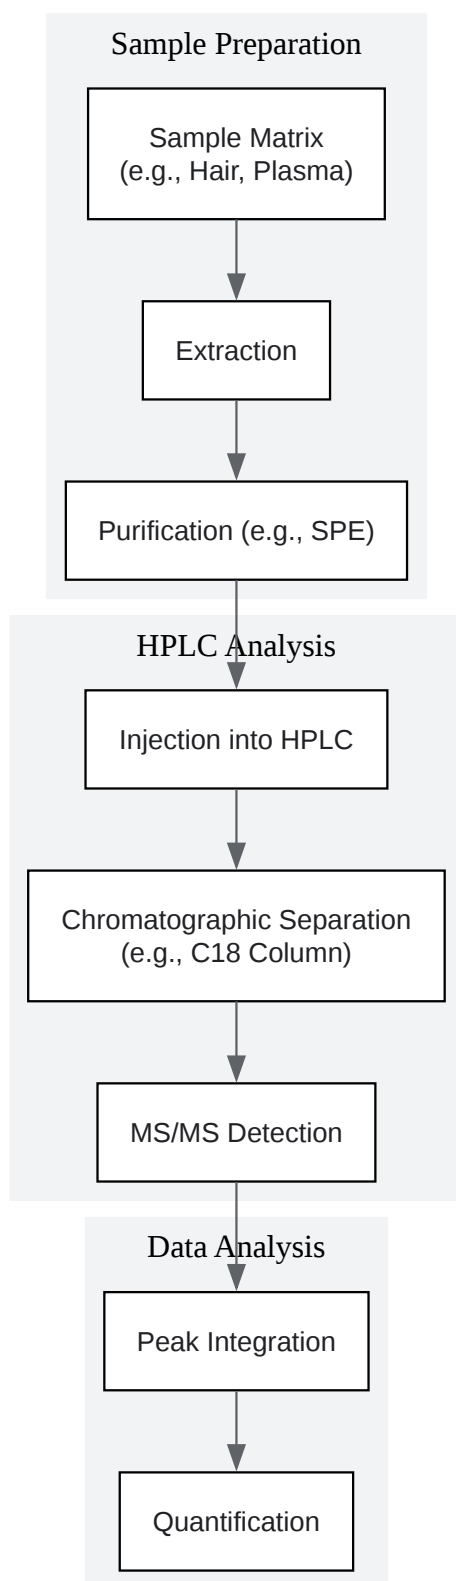 Sample Preparation
Sample Matrix
(e.g., Hair, Plasma)
Extraction
Purification (e.g., SPE)
HPLC Analysis
Injection into HPLC
Chromatographic Separation
(e.g., C18 Column)
MS/MS Detection
Data Analysis
Peak Integration
Quantification